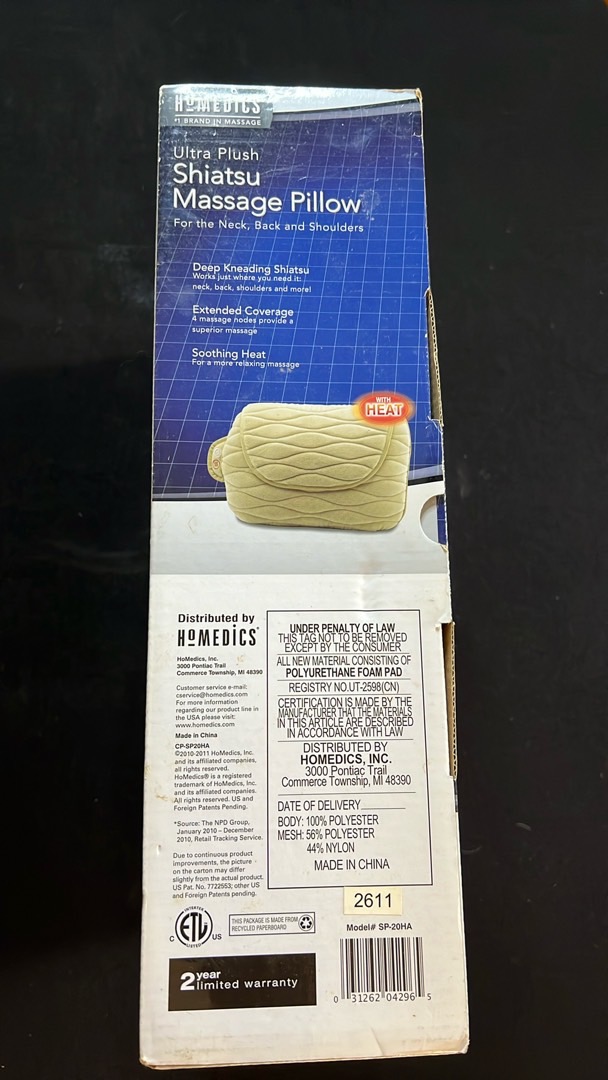 HOMEDICS
#1 BRAND IN MASSAGE
Ultra Plush
Shiatsu
Massage Pillow
For the Neck, Back and Shoulders
Deep Kneading Shiatsu
Works just where you need it:
neck, back, shoulders and more!
Extended Coverage
4 massage nodes provide a
superior massage
Soothing Heat
For a more relaxing massage
WITH
HEAT
Distributed by
HOMEDICS®
HoMedics, Inc.
3000 Pontiac Trail
Commerce Township, MI 48390
Customer service e-mail:
cservice@homedics.com
For more information
regarding our product line in
the USA please visit:
www.homedics.com
Made in China
CP-SP20HA
©2010-2011 HoMedics, Inc.
and its affiliated companies,
all rights reserved.
HoMedics® is a registered
trademark of HoMedics, Inc.
and its affiliated companies.
All rights reserved. US and
Foreign Patents Pending.
*Source: The NPD Group,
January 2010 – December
2010, Retail Tracking Service.
Due to continuous product
improvements, the picture
on the carton may differ
slightly from the actual product.
US Pat. No. 7722553; other US
and Foreign Patents pending.
UNDER PENALTY OF LAW
THIS TAG NOT TO BE REMOVED
EXCEPT BY THE CONSUMER
ALL NEW MATERIAL CONSISTING OF
POLYURETHANE FOAM PAD
REGISTRY NO.UT-2598(CN)
CERTIFICATION IS MADE BY THE
MANUFACTURER THAT THE MATERIALS
IN THIS ARTICLE ARE DESCRIBED
IN ACCORDANCE WITH LAW
DISTRIBUTED BY
HOMEDICS, INC.
3000 Pontiac Trail
Commerce Township, MI 48390
DATE OF DELIVERY
BODY: 100% POLYESTER
MESH: 56% POLYESTER
44% NYLON
MADE IN CHINA
2611
INTERTEK
C ETL US
LISTED
THIS PACKAGE IS MADE FROM
RECYCLED PAPERBOARD
Model# SP-20HA
2 year
limited warranty
0 31262 04296 5